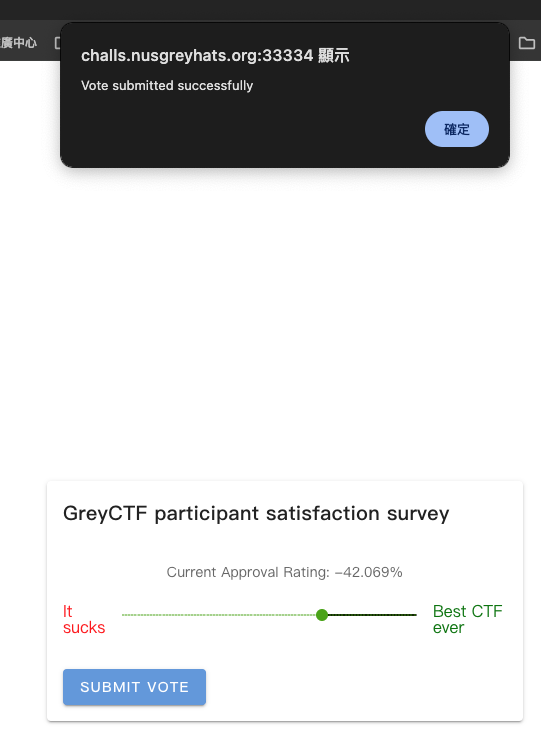 廣中心
challs.nusgreyhats.org:33334 顯示
Vote submitted successfully
確定
GreyCTF participant satisfaction survey
Current Approval Rating: -42.069%
It
sucks
Best CTF
ever
SUBMIT VOTE